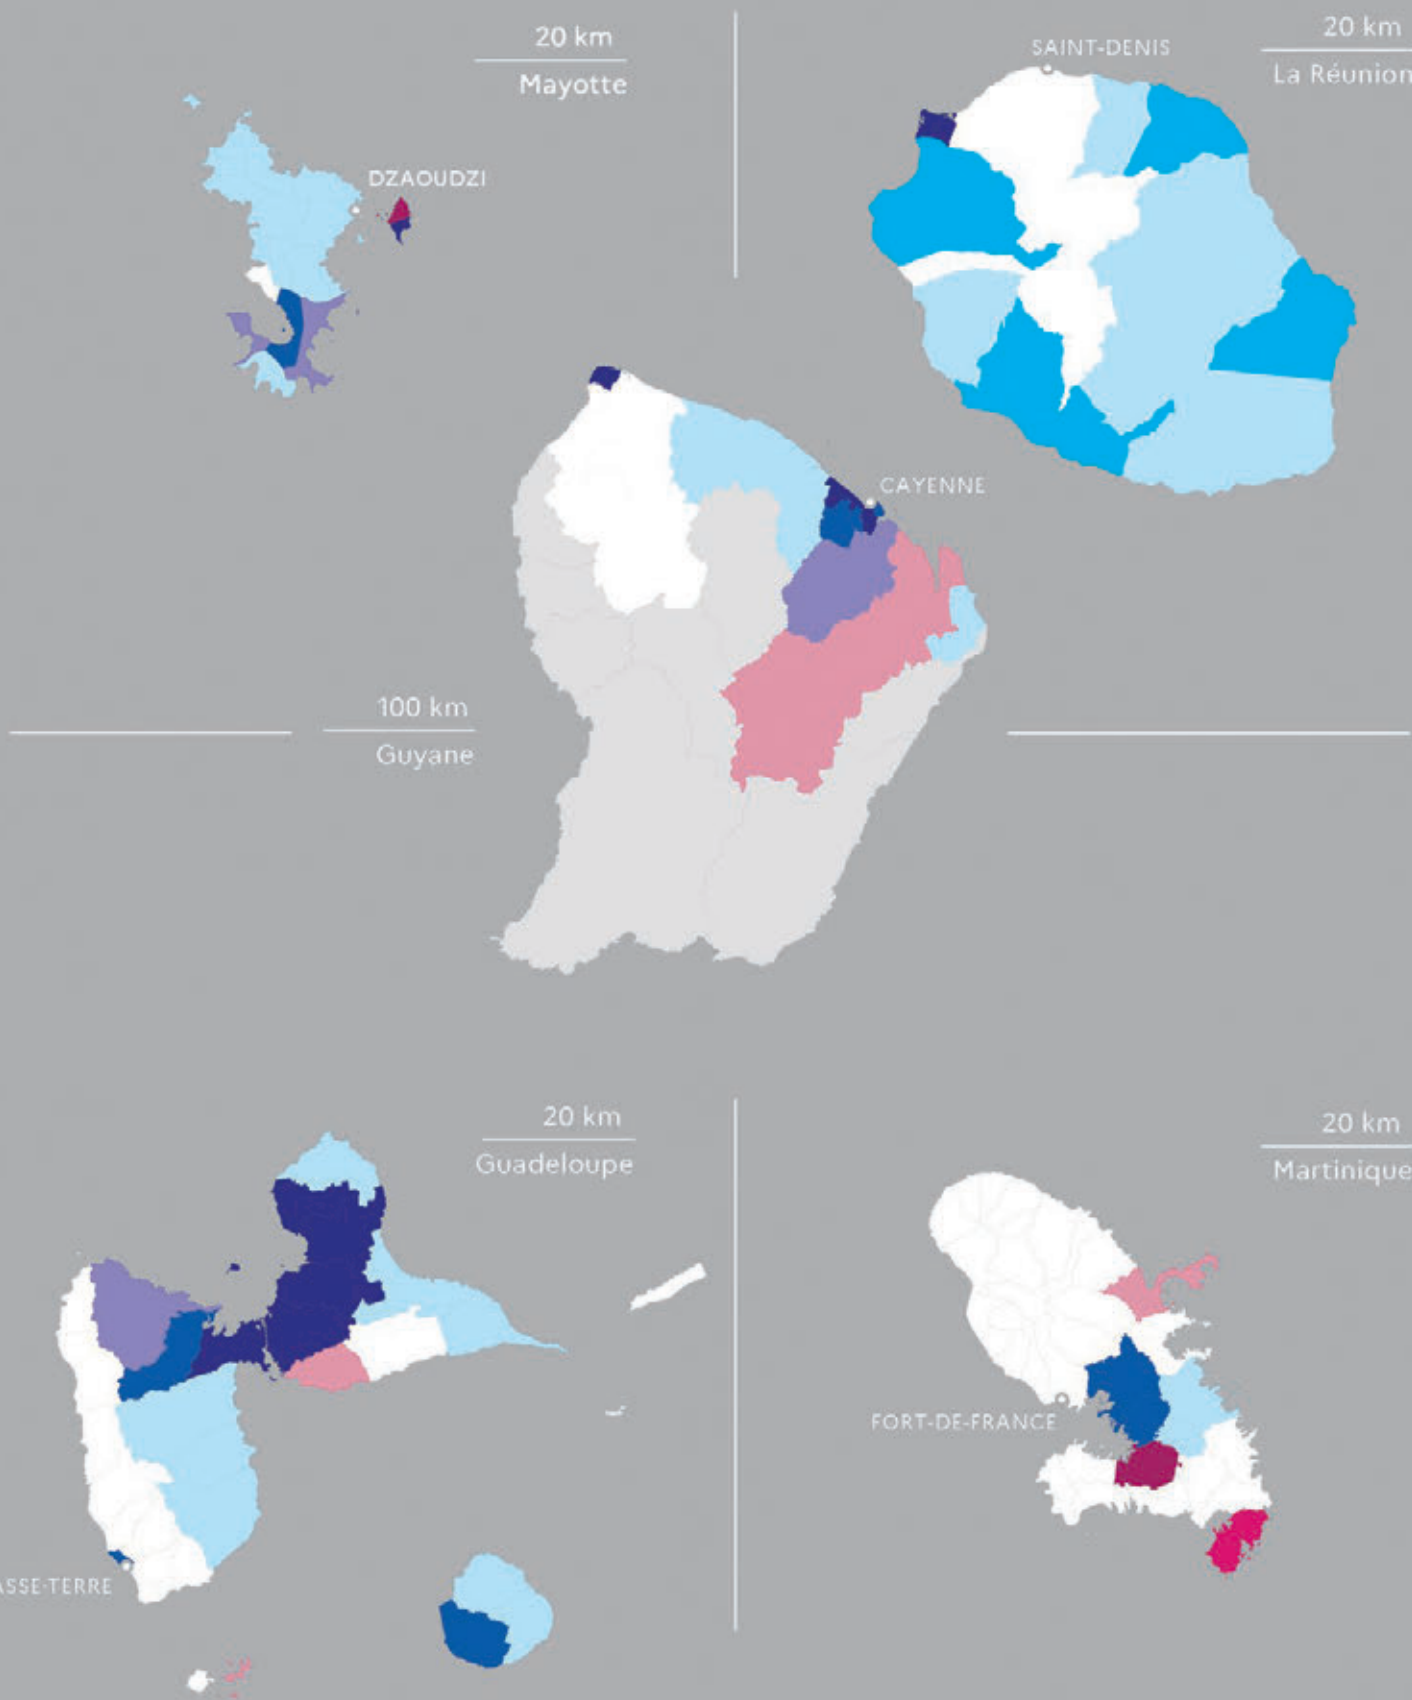 20 km
Mayotte
DZAOUDZI
SAINT-DENIS
20 km
La Réunion
CAYENNE
100 km
Guyane
20 km
Guadeloupe
ASSE-TERRE
20 km
Martinique
FORT-DE-FRANCE